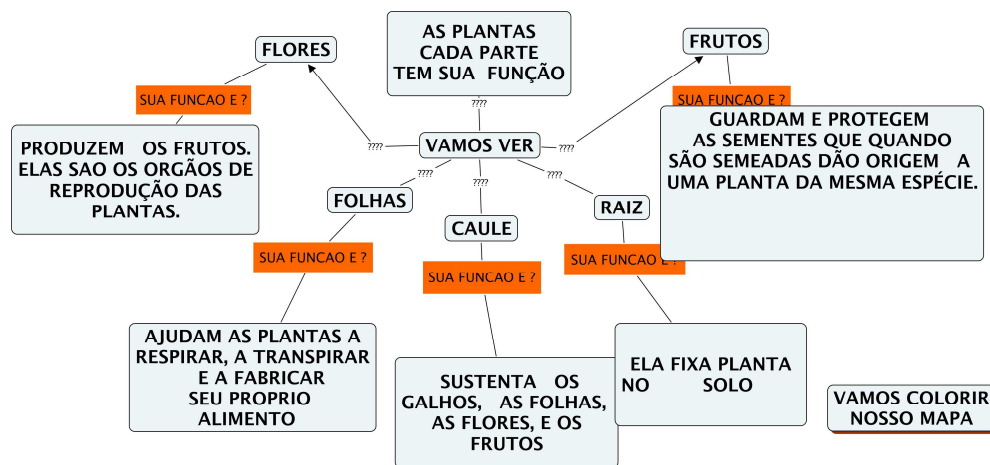 AS PLANTAS
CADA PARTE
TEM SUA FUNÇÃO
FLORES
FRUTOS
SUA FUNCAO E ?
SUA FUNCAO E ?
????
GUARDAM E PROTEGEM
AS SEMENTES QUE QUANDO
SÃO SEMEADAS DÃO ORIGEM A
UMA PLANTA DA MESMA ESPÉCIE.
PRODUZEM OS FRUTOS.
ELAS SAO OS ORGÃOS DE
REPRODUÇÃO DAS
PLANTAS.
????
VAMOS VER
????
????
????
????
FOLHAS
CAULE
RAIZ
SUA FUNCAO E ?
SUA FUNCAO E ?
SUA FUNCAO E ?
AJUDAM AS PLANTAS A
RESPIRAR, A TRANSPIRAR
E A FABRICAR
SEU PROPRIO
ALIMENTO
SUSTENTA OS
GALHOS, AS FOLHAS,
AS FLORES, E OS
FRUTOS
ELA FIXA PLANTA
NO SOLO
VAMOS COLORIR
NOSSO MAPA